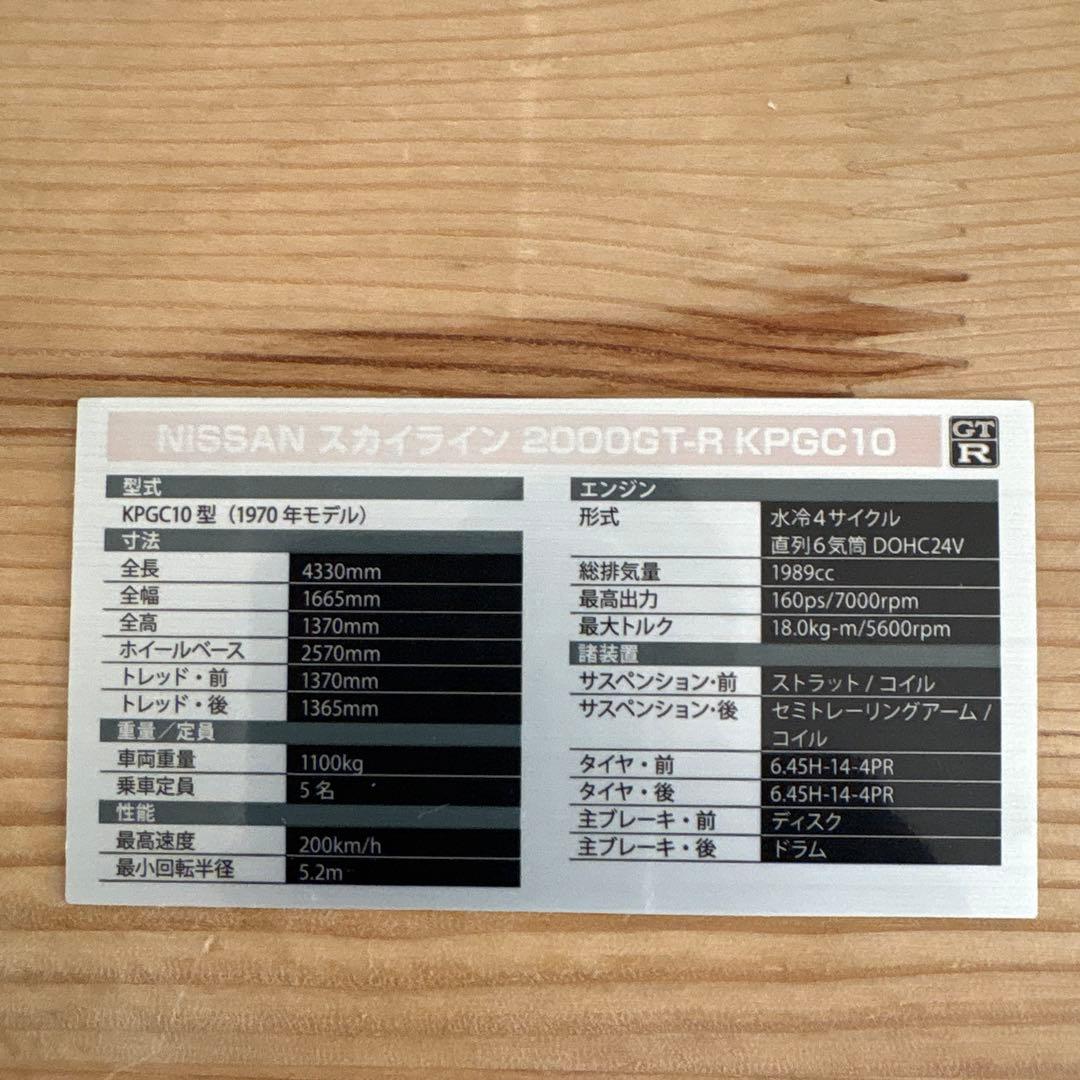 NISSAN スカイライン 2000GT-R KPGC10
GT
R
型式
KPGC10 型（1970 年モデル）
寸法
全長 4330mm
全幅 1665mm
全高 1370mm
ホイールベース 2570mm
トレッド・前 1370mm
トレッド・後 1365mm
重量／定員
車両重量 1100kg
乗車定員 5 名
性能
最高速度 200km/h
最小回転半径 5.2m
エンジン
形式 水冷4サイクル
直列6気筒 DOHC24V
総排気量 1989cc
最高出力 160ps/7000rpm
最大トルク 18.0kg-m/5600rpm
諸装置
サスペンション・前 ストラット / コイル
サスペンション・後 セミトレーリングアーム /
コイル
タイヤ・前 6.45H-14-4PR
タイヤ・後 6.45H-14-4PR
主ブレーキ・前 ディスク
主ブレーキ・後 ドラム